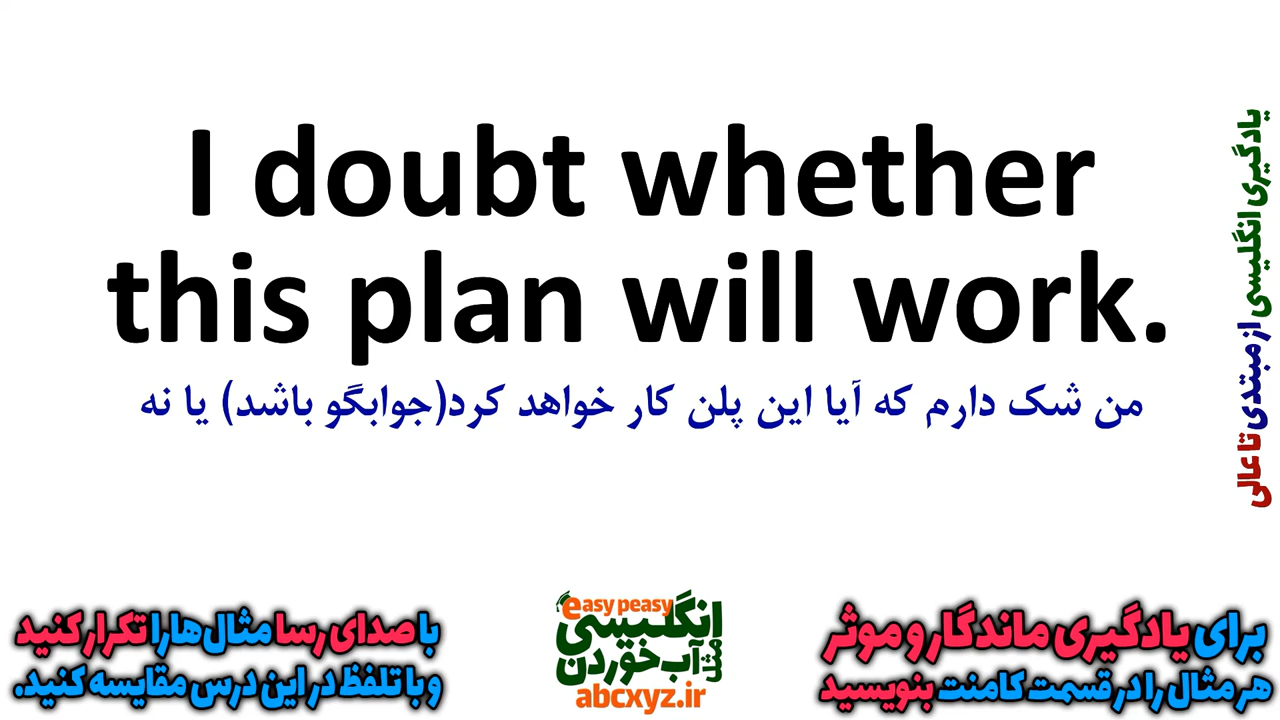 I doubt whether
this plan will work.
من شک دارم که آیا این پلن کار خواهد کرد(جوابگو باشد) یا نه
یادگیری انگلیسی از مبتدی تا عالی
با صدای رسا مثال‌ها را تکرار کنید
و با تلفظ در این درس مقایسه کنید.
easy peasy
انگلیسی
مثل
آب خوردن
abcxyz.ir
برای یادگیری ماندگار و موثر
هر مثال را در قسمت کامنت بنویسید